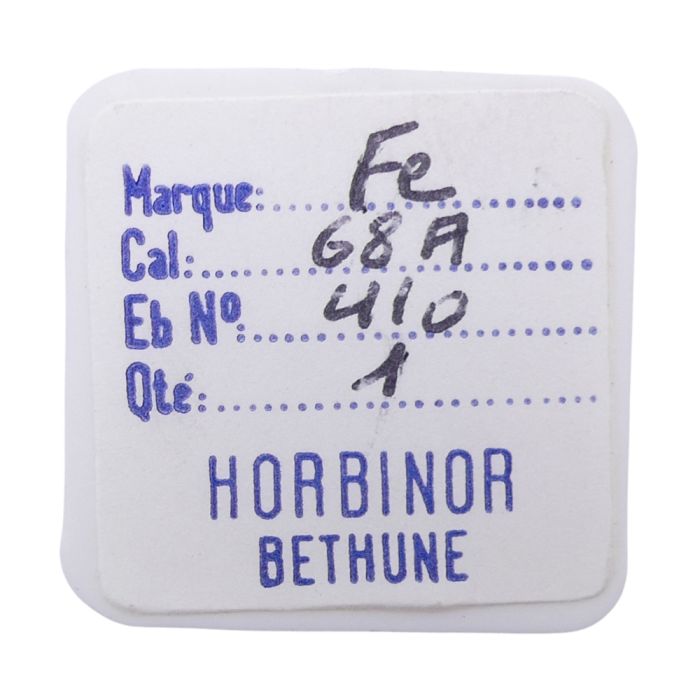 Marque: Fe
Cal: 68 A
Eb Nº: 410
Qté: 1
HORBINOR
BETHUNE